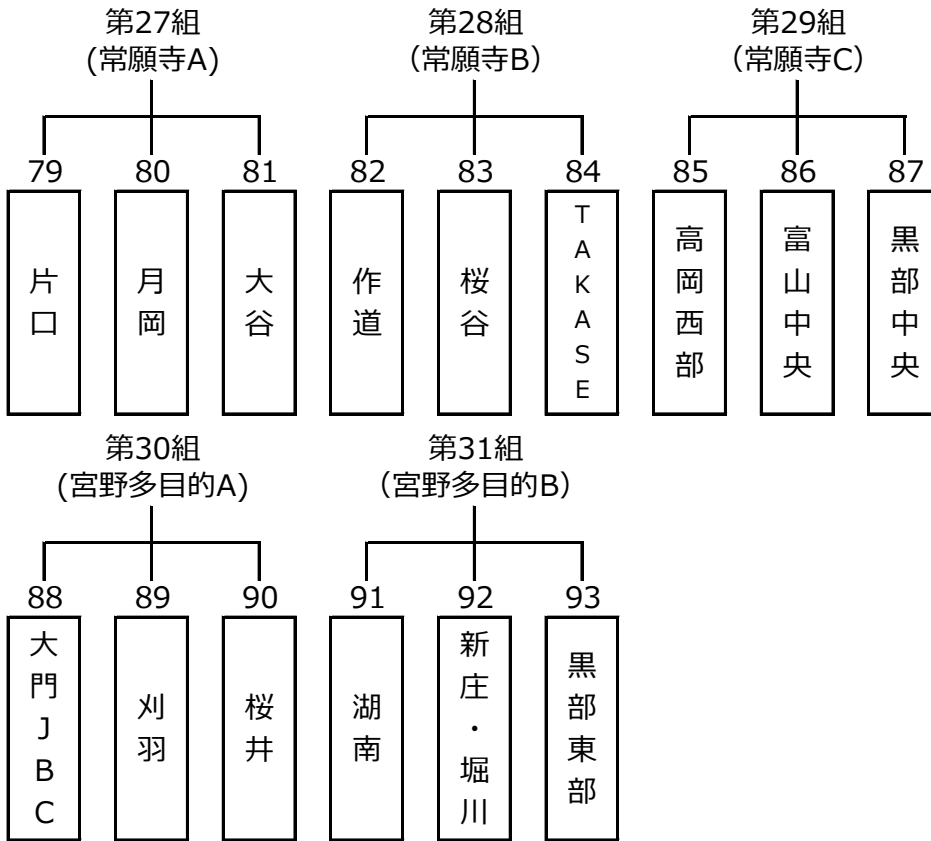 第27組
(常願寺A)
第28組
（常願寺B）
第29組
（常願寺C）
79
80
81
82
83
84
85
86
87
片口
月岡
大谷
作道
桜谷
TAKASE
高岡西部
富山中央
黒部中央
第30組
(宮野多目的A)
第31組
（宮野多目的B）
88
89
90
91
92
93
大門JBC
刈羽
桜井
湖南
新庄・堀川
黒部東部